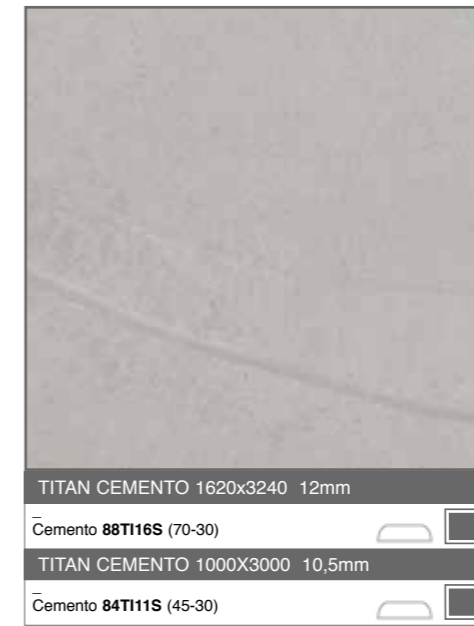 TITAN CEMENTO 1620x3240 12mm
–
Cemento 88TI16S (70-30)
TITAN CEMENTO 1000X3000 10,5mm
–
Cemento 84TI11S (45-30)